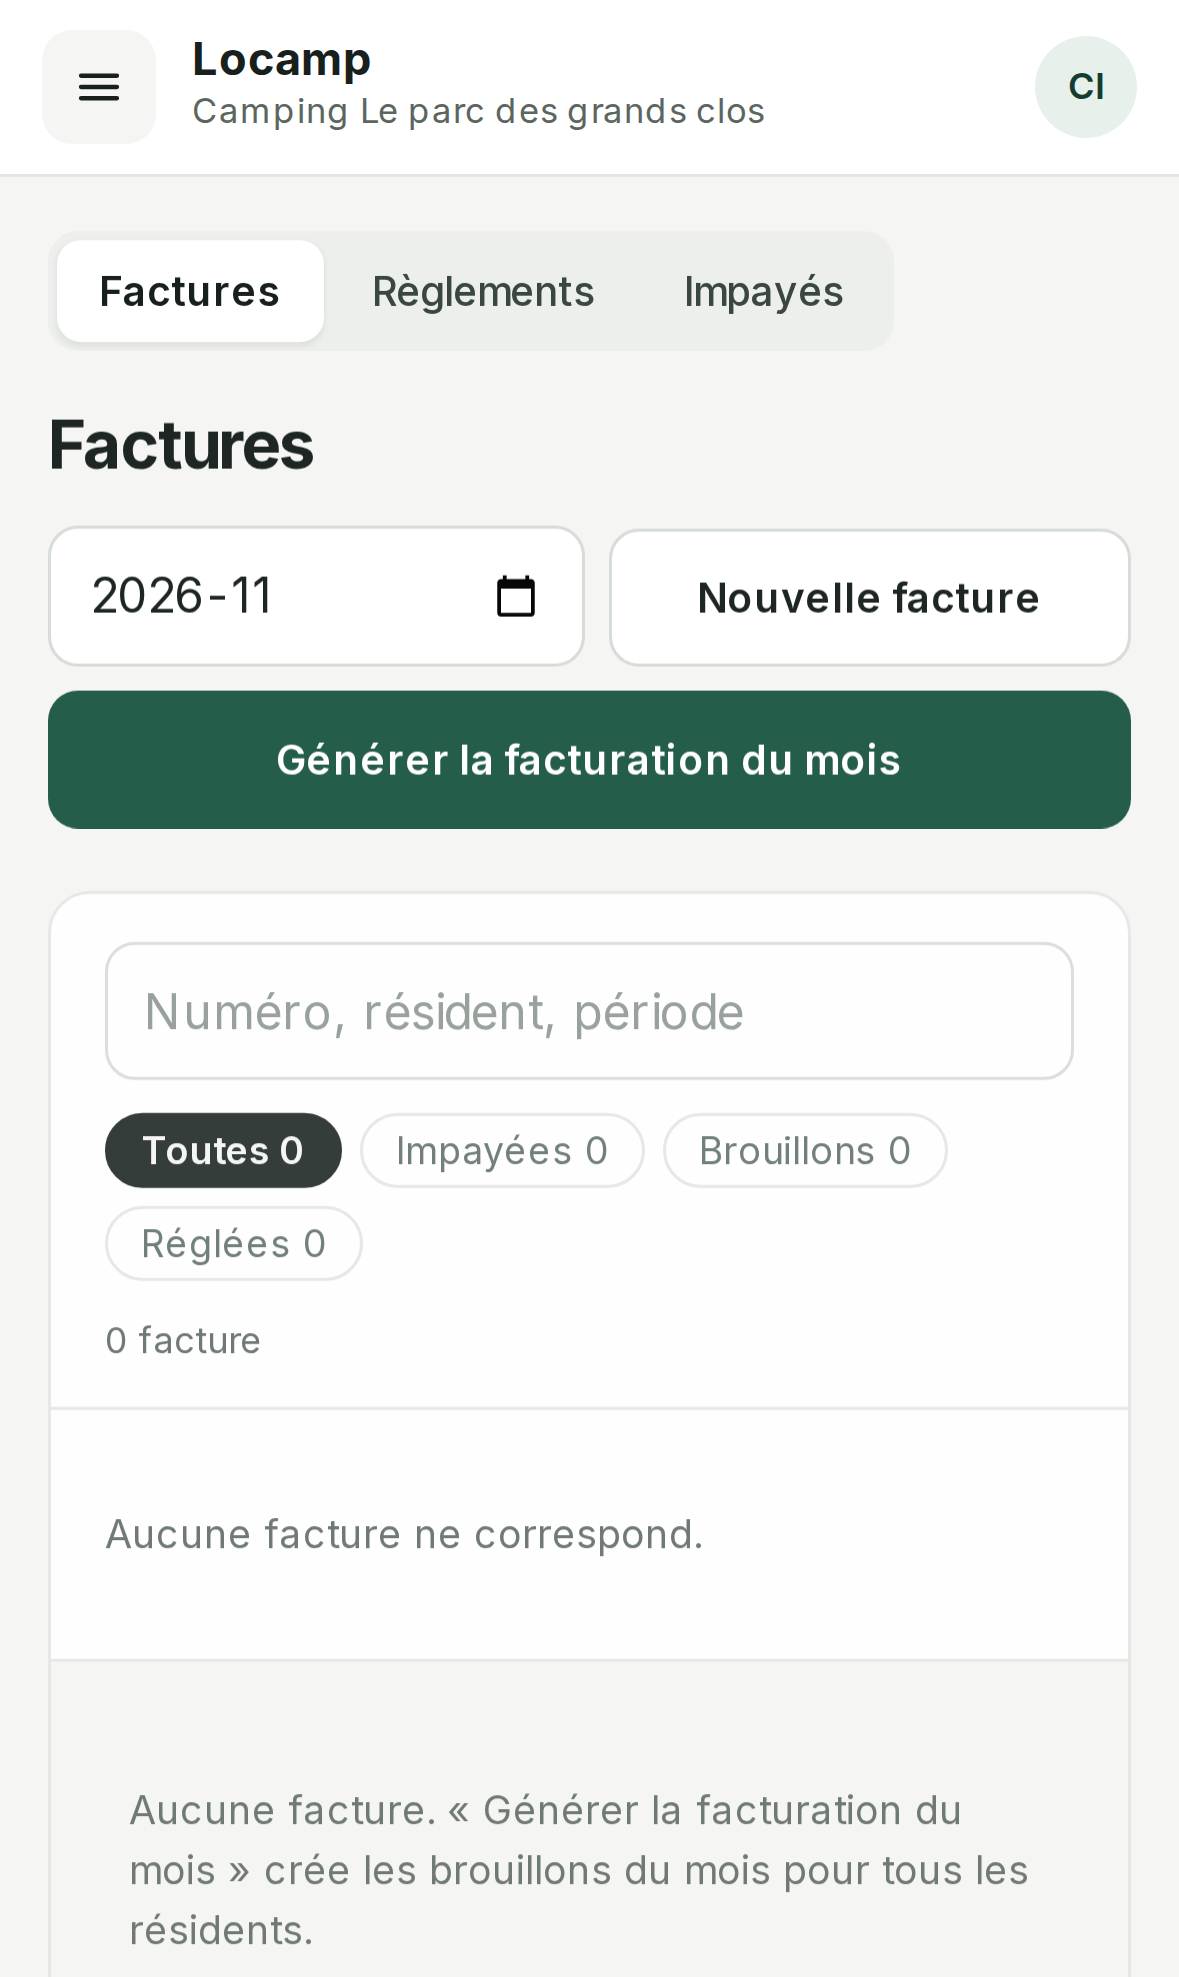 Locamp
Camping Le parc des grands clos
CI
Factures
Règlements
Impayés
Factures
2026-11
Nouvelle facture
Générer la facturation du mois
Numéro, résident, période
Toutes 0
Impayées 0
Brouillons 0
Réglées 0
0 facture
Aucune facture ne correspond.
Aucune facture. « Générer la facturation du
mois » crée les brouillons du mois pour tous les
résidents.